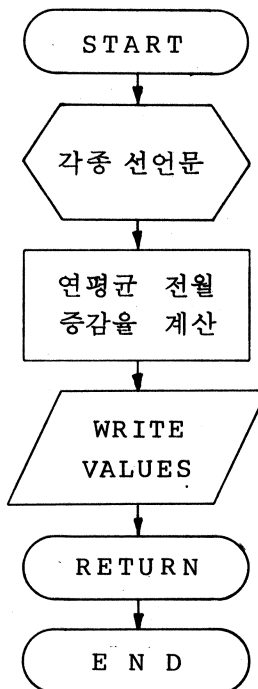 START
각종 선언문
연평균 전월
증감율 계산
WRITE
VALUES
RETURN
E N D